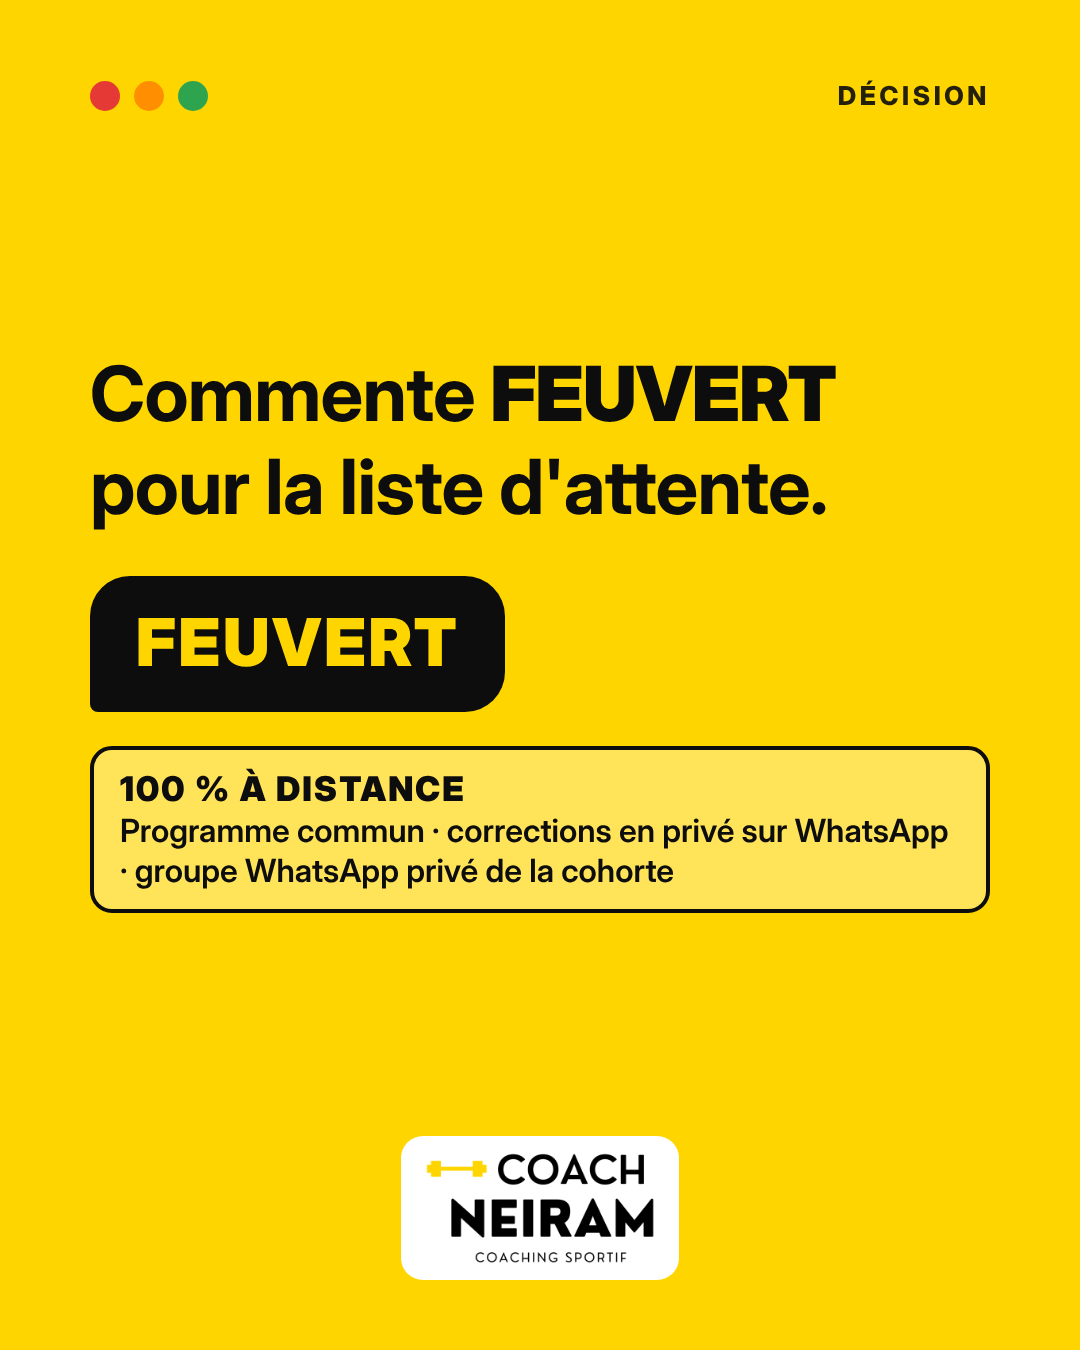 DÉCISION
Commente FEUVERT
pour la liste d'attente.
FEUVERT
100 % À DISTANCE
Programme commun · corrections en privé sur WhatsApp
· groupe WhatsApp privé de la cohorte
COACH
NEIRAM
COACHING SPORTIF